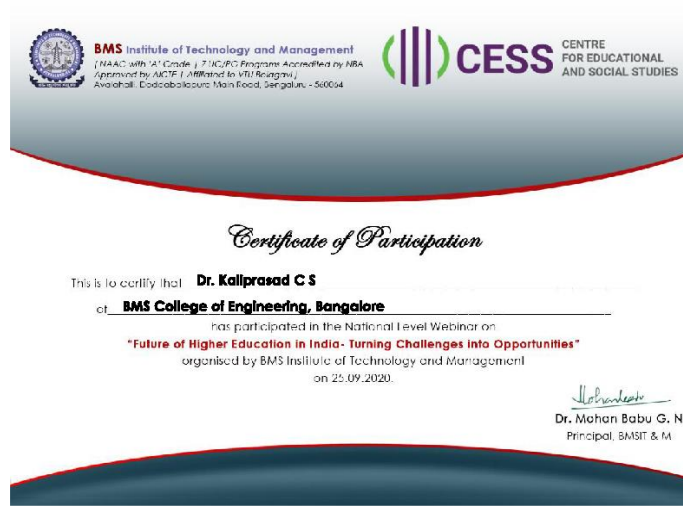 BMS Institute of Technology and Management
[ NAAC with 'A' Grade | 7 UG/PG Programs Accredited by NBA
Approved by AICTE | Affiliated to VTU Belagavi ]
Avalahalli, Doddaballapura Main Road, Bengaluru - 560064
CESS
CENTRE
FOR EDUCATIONAL
AND SOCIAL STUDIES
Certificate of Participation
This is to certify that Dr. Kaliprasad C S
of BMS College of Engineering, Bangalore
has participated in the National Level Webinar on
"Future of Higher Education in India- Turning Challenges into Opportunities"
organised by BMS Institute of Technology and Management
on 25.09.2020.
Dr. Mohan Babu G. N
Principal, BMSIT & M